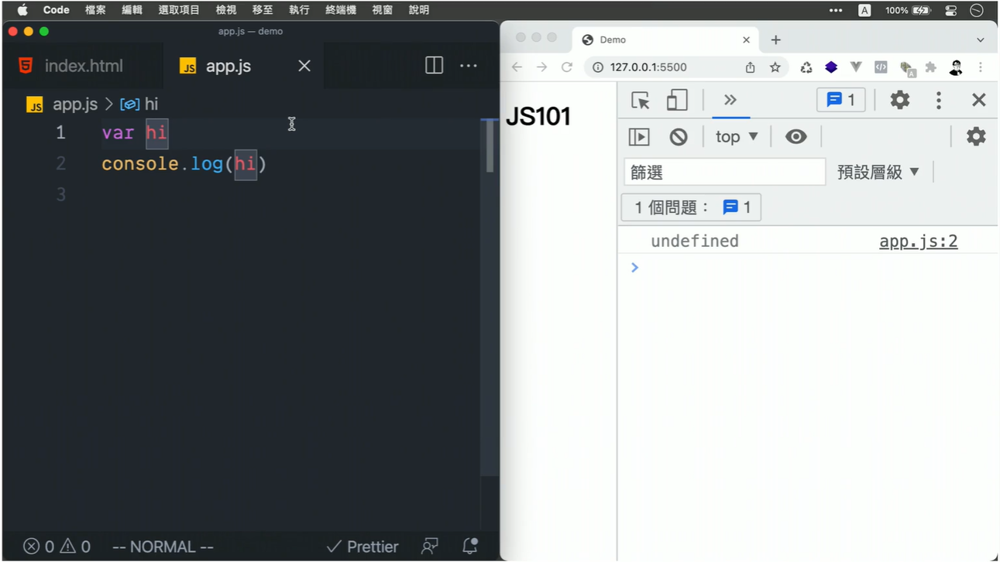 Code 檔案 編輯 選取項目 檢視 移至 執行 終端機 視窗 說明 ••• A 100%
app.js — demo
index.html
JS app.js
JS app.js > hi
1 var hi
2 console.log(hi)
3
0 0 -- NORMAL -- Prettier
Demo
127.0.0.1:5500
JS101
1
top
篩選 預設層級
1 個問題： 1
undefined app.js:2